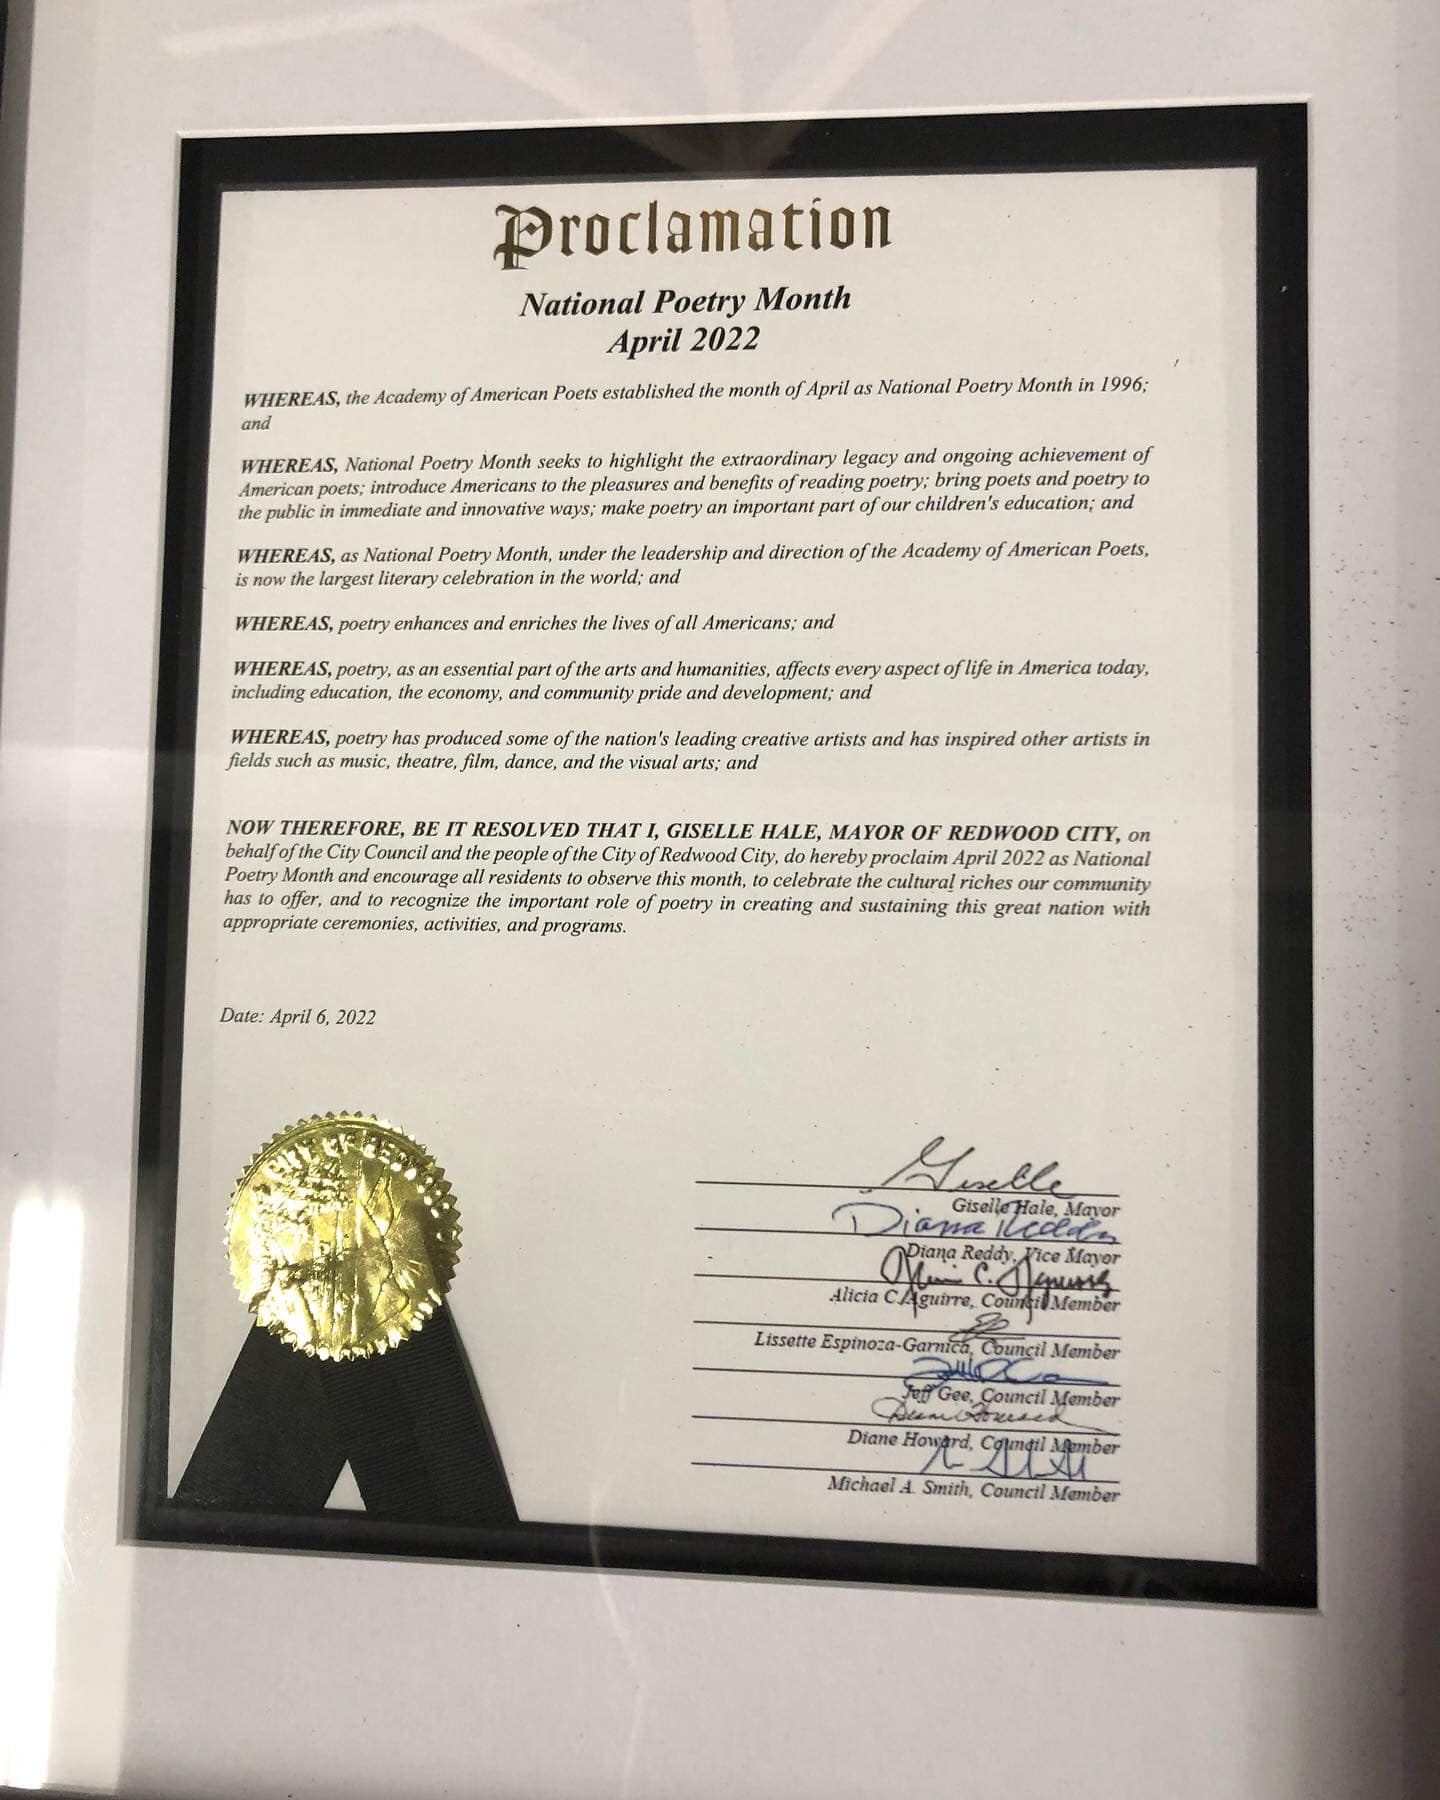 Proclamation
National Poetry Month
April 2022
WHEREAS, the Academy of American Poets established the month of April as National Poetry Month in 1996;
and
WHEREAS, National Poetry Month seeks to highlight the extraordinary legacy and ongoing achievement of
American poets; introduce Americans to the pleasures and benefits of reading poetry; bring poets and poetry to
the public in immediate and innovative ways; make poetry an important part of our children's education; and
WHEREAS, as National Poetry Month, under the leadership and direction of the Academy of American Poets,
is now the largest literary celebration in the world; and
WHEREAS, poetry enhances and enriches the lives of all Americans; and
WHEREAS, poetry, as an essential part of the arts and humanities, affects every aspect of life in America today,
including education, the economy, and community pride and development; and
WHEREAS, poetry has produced some of the nation's leading creative artists and has inspired other artists in
fields such as music, theatre, film, dance, and the visual arts; and
NOW THEREFORE, BE IT RESOLVED THAT I, GISELLE HALE, MAYOR OF REDWOOD CITY, on
behalf of the City Council and the people of the City of Redwood City, do hereby proclaim April 2022 as National
Poetry Month and encourage all residents to observe this month, to celebrate the cultural riches our community
has to offer, and to recognize the important role of poetry in creating and sustaining this great nation with
appropriate ceremonies, activities, and programs.
Date: April 6, 2022
CITY OF
Giselle
Giselle Hale, Mayor
Diana Reddy
Diana Reddy, Vice Mayor
Alicia C. Aguirre
Alicia C. Aguirre, Council Member
Lissette Espinoza-Garnica, Council Member
Jeff Gee, Council Member
Diane Howard
Diane Howard, Council Member
Michael A. Smith, Council Member